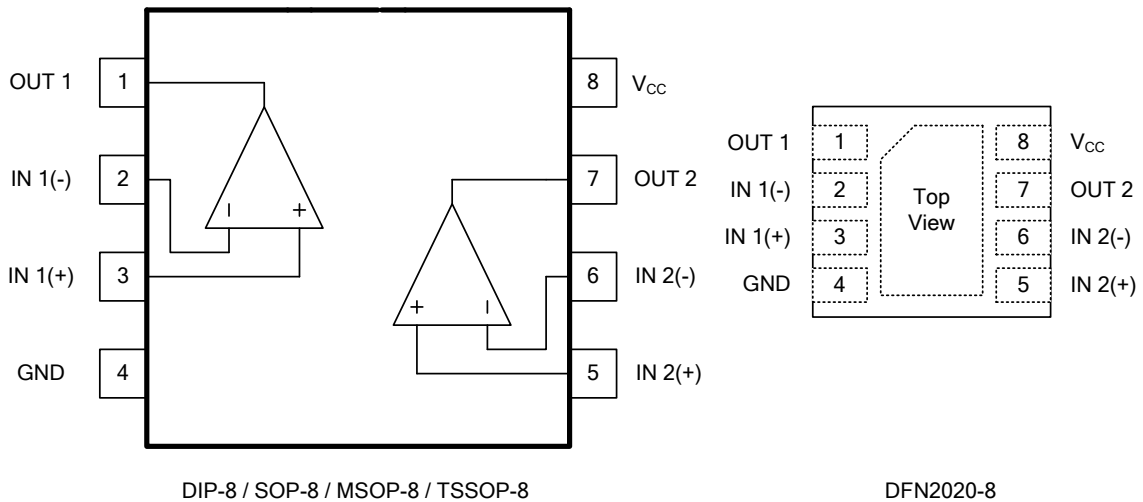 OUT 1 1 8 VCC
IN 1(-) 2 7 OUT 2
IN 1(+) 3 6 IN 2(-)
GND 4 5 IN 2(+)
- +
+ -
DIP-8 / SOP-8 / MSOP-8 / TSSOP-8
OUT 1 1 8 VCC
IN 1(-) 2 7 OUT 2
IN 1(+) 3 6 IN 2(-)
GND 4 5 IN 2(+)
Top
View
DFN2020-8